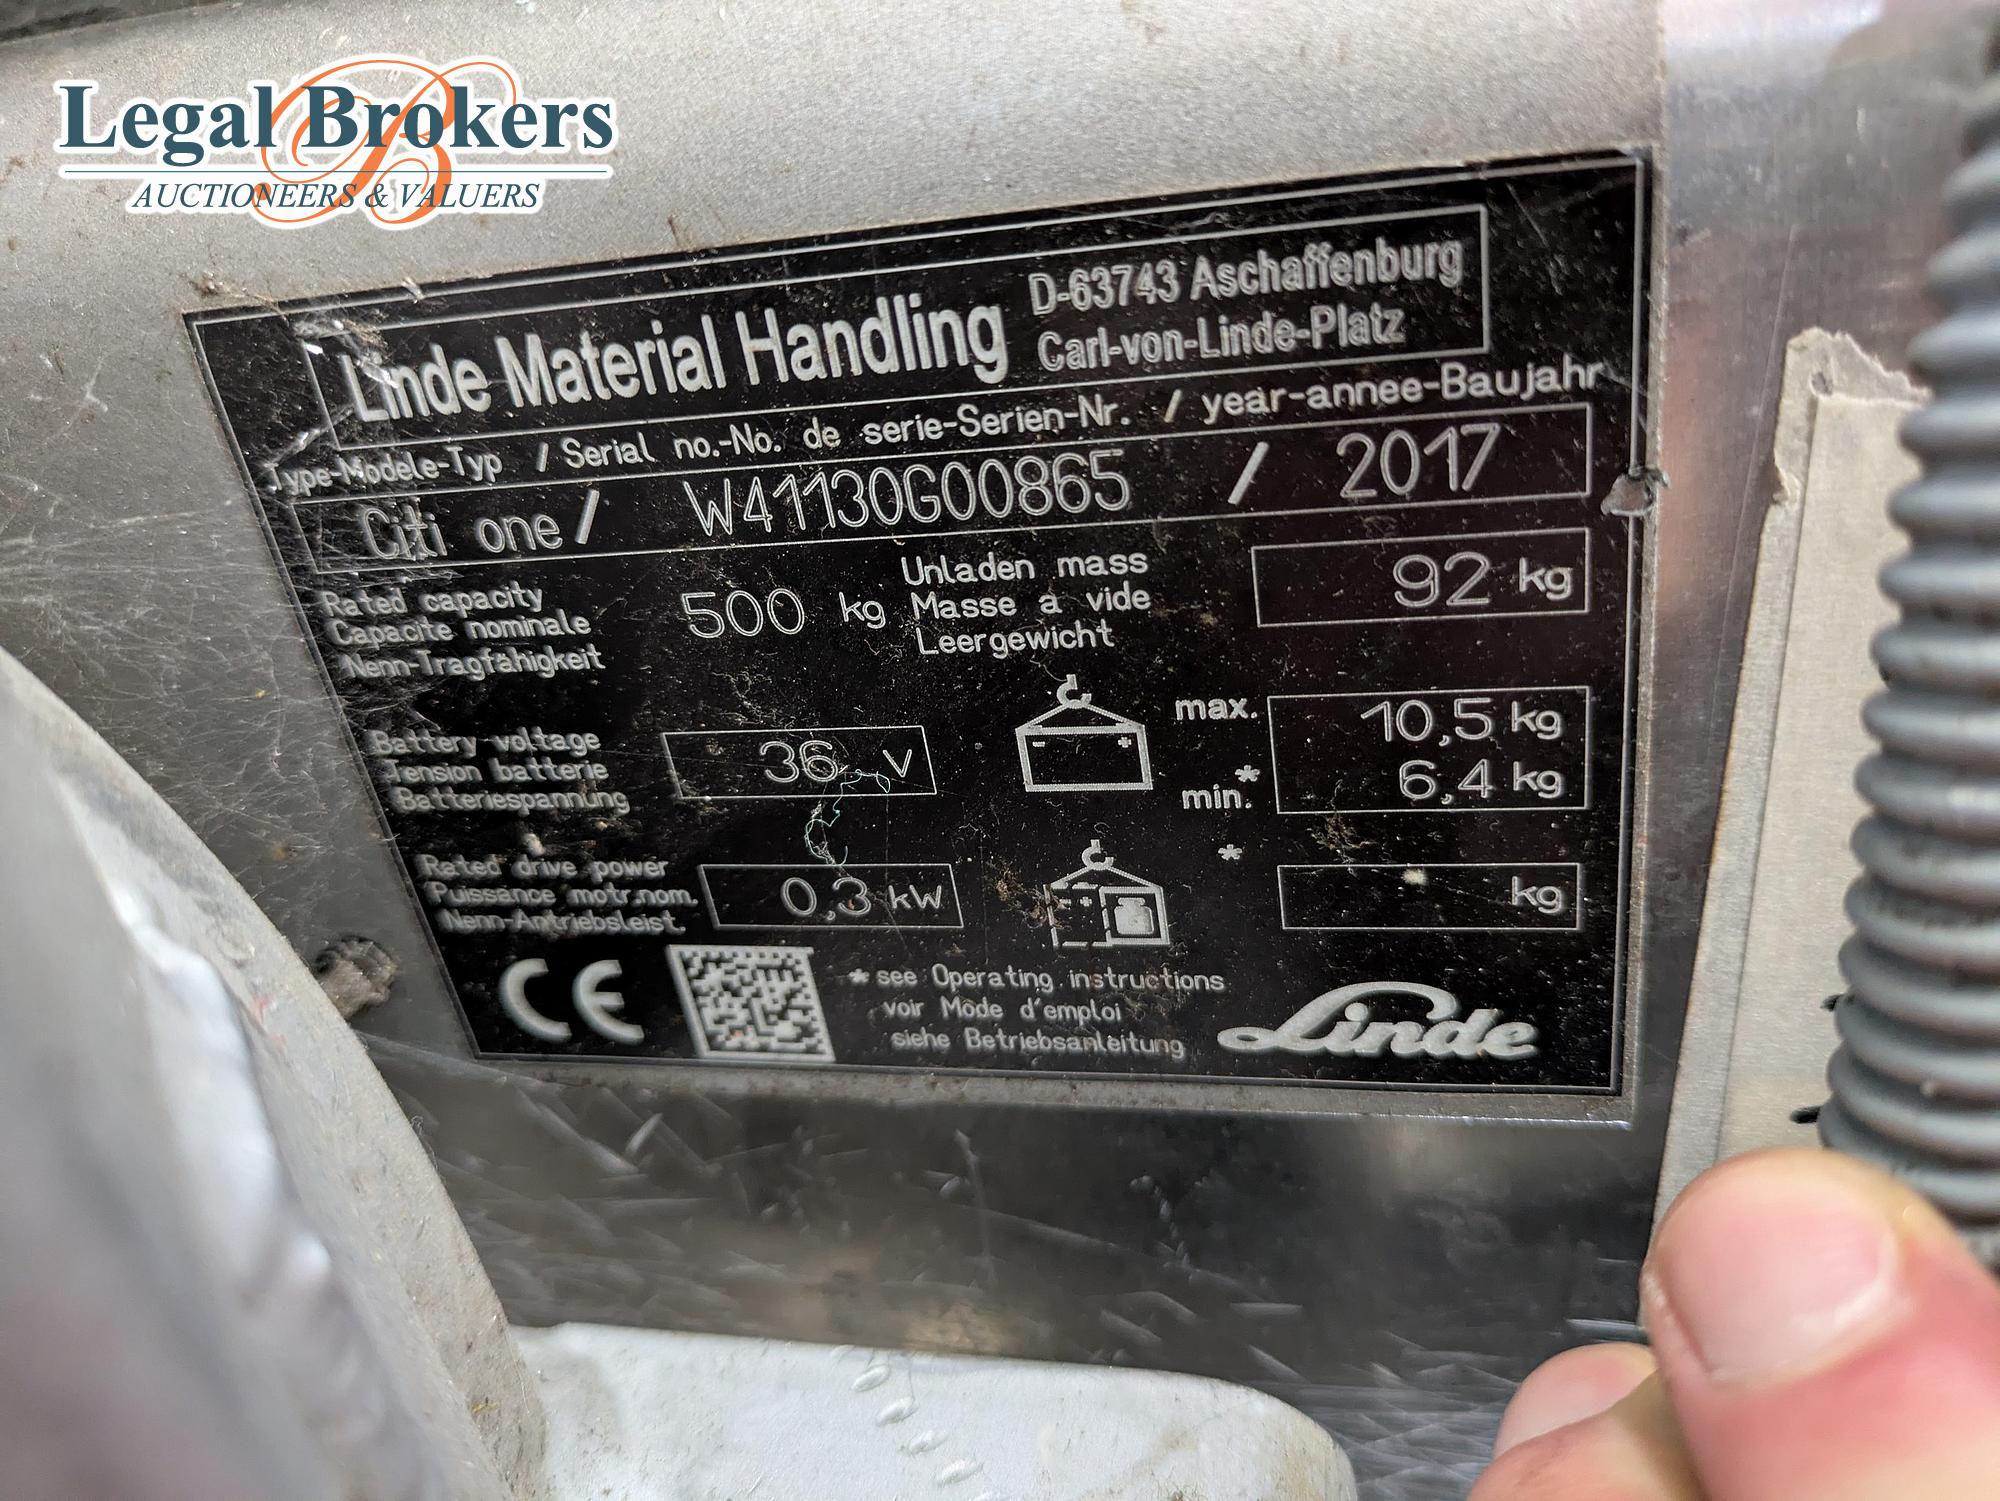 Legal Brokers
AUCTIONEERS & VALUERS
Linde Material Handling
D-63743 Aschaffenburg
Carl-von-Linde-Platz
Type-Modele-Typ / Serial no.-No. de serie-Serien-Nr. / year-annee-Baujahr
Citi one / W41130G00865 / 2017
Rated capacity
Capacite nominale
Nenn-Tragfähigkeit
500 kg
Unladen mass
Masse a vide
Leergewicht
92 kg
Battery voltage
Tension batterie
Batteriespannung
36 V
- +
max. 10,5 kg
min.* 6,4 kg
Rated drive power
Puissance motr.nom.
Nenn-Antriebsleist.
0,3 kW
- +
* kg
CE
* see Operating instructions
voir Mode d'emploi
siehe Betriebsanleitung
Linde